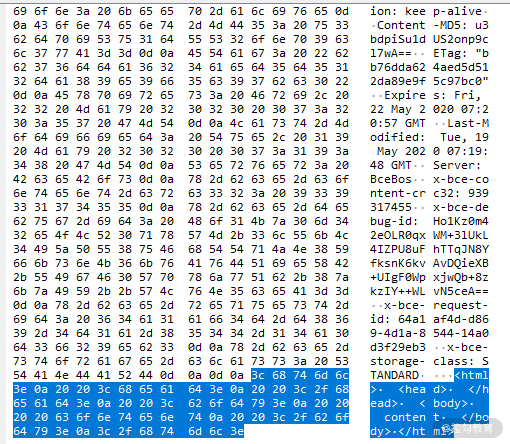 69 6f 6e 3a 20 6b 65 65 70 2d 61 6c 69 76 65 0d ion: keep-alive·
0a 43 6f 6e 74 65 6e 74 2d 4d 44 35 3a 20 75 33 ·Content-MD5: u3
62 64 70 69 53 75 31 64 55 53 32 6f 6e 70 39 63 bdpiSu1dUS2onp9c
6c 37 77 41 3d 3d 0d 0a 45 54 61 67 3a 20 22 62 l7wA==··ETag: "b
62 37 36 64 64 61 36 32 34 61 65 64 35 64 35 31 b76dda624aed5d51
32 64 61 38 39 65 39 66 35 63 39 37 62 63 30 22 2da89e9f5c97bc0"
0d 0a 45 78 70 69 72 65 73 3a 20 46 72 69 2c 20 ··Expires: Fri,
32 32 20 4d 61 79 20 32 30 32 30 20 30 37 3a 32 22 May 2020 07:2
30 3a 35 37 20 47 4d 54 0d 0a 4c 61 73 74 2d 4d 0:57 GMT··Last-M
6f 64 69 66 69 65 64 3a 20 54 75 65 2c 20 31 39 odified: Tue, 19
20 4d 61 79 20 32 30 32 30 20 30 37 3a 31 39 3a May 2020 07:19:
34 38 20 47 4d 54 0d 0a 53 65 72 76 65 72 3a 20 48 GMT··Server:
42 63 65 42 6f 73 0d 0a 78 2d 62 63 65 2d 63 6f BceBos··x-bce-co
6e 74 65 6e 74 2d 63 72 63 33 32 3a 20 39 33 39 ntent-crc32: 939
33 31 37 34 35 35 0d 0a 78 2d 62 63 65 2d 64 65 317455··x-bce-de
62 75 67 2d 69 64 3a 20 48 6f 31 4b 7a 30 6d 34 bug-id: Ho1Kz0m4
32 65 4f 4c 52 30 71 78 57 4d 2b 33 6c 55 6b 4c 2eOLR0qxWM+3lUkL
34 49 5a 50 55 38 75 46 68 54 54 71 4a 4e 38 59 4IZPU8uFhTTqJN8Y
66 6b 73 6e 4b 36 6b 76 41 76 44 51 69 65 58 42 fksnK6kvAvDQieXB
2b 55 49 67 46 30 57 70 78 6a 77 51 62 2b 38 7a +UIgF0WpxjwQb+8z
6b 7a 49 59 2b 2b 57 4c 76 4e 35 63 65 41 3d 3d kzIY++WLvN5ceA==
0d 0a 78 2d 62 63 65 2d 72 65 71 75 65 73 74 2d ··x-bce-request-
69 64 3a 20 36 34 61 31 61 66 34 64 2d 64 38 36 id: 64a1af4d-d86
39 2d 34 64 31 61 2d 38 35 34 34 2d 31 34 61 30 9-4d1a-8544-14a0
64 33 66 32 39 65 62 33 0d 0a 78 2d 62 63 65 2d d3f29eb3··x-bce-
73 74 6f 72 61 67 65 2d 63 6c 61 73 73 3a 20 53 storage-class: S
54 41 4e 44 41 52 44 0d 0a 0d 0a 3c 68 74 6d 6c TANDARD····<html
3e 0a 20 20 3c 68 65 61 64 3e 0a 20 20 3c 2f 68 >·  <head>·  </h
65 61 64 3e 0a 20 20 3c 62 6f 64 79 3e 0a 20 20 ead>·  <body>·
20 20 63 6f 6e 74 65 6e 74 0a 20 20 3c 2f 62 6f content·  </bo
64 79 3e 0a 3c 2f 68 74 6d 6c 3e dy>·</html>
@拉勾教育